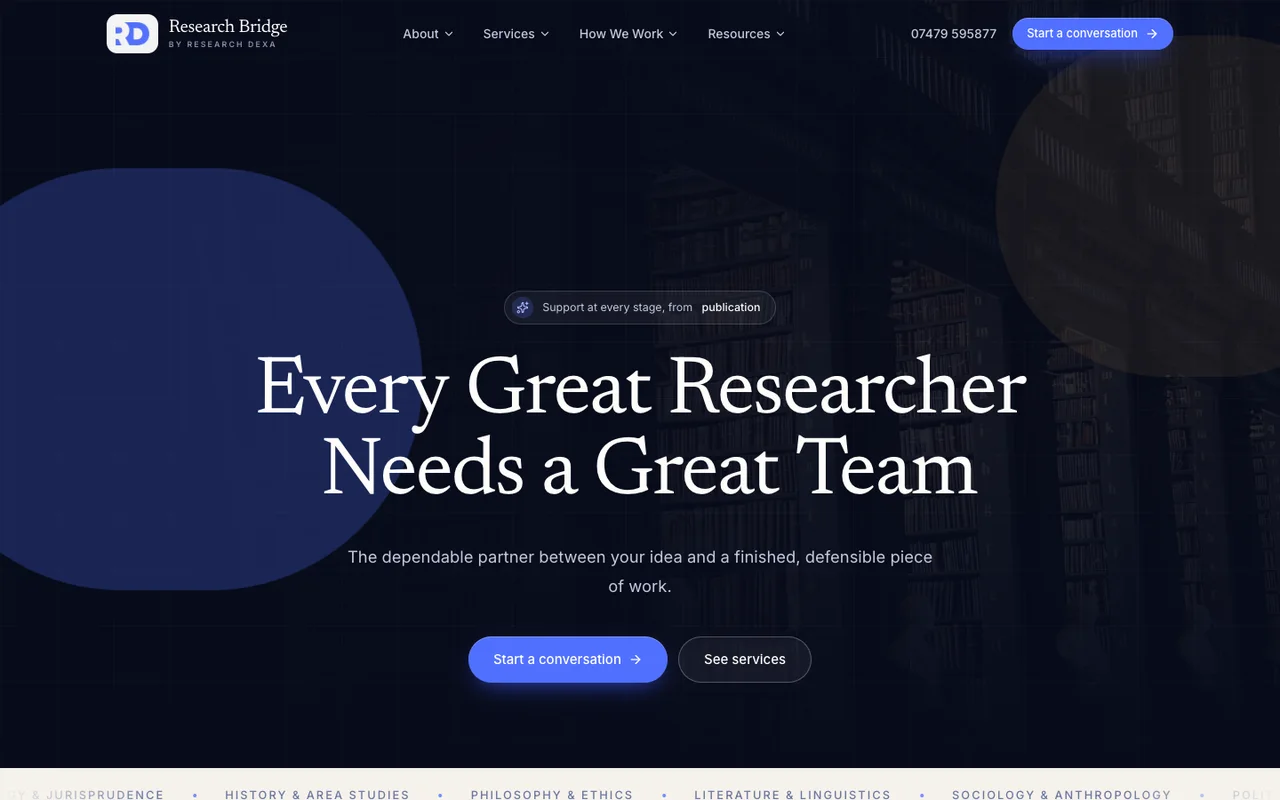 RD
Research Bridge
BY RESEARCH DEXA
About
Services
How We Work
Resources
07479 595877
Start a conversation
Support at every stage, from publication
Every Great Researcher
Needs a Great Team
The dependable partner between your idea and a finished, defensible piece
of work.
Start a conversation
See services
& JURISPRUDENCE • HISTORY & AREA STUDIES • PHILOSOPHY & ETHICS • LITERATURE & LINGUISTICS • SOCIOLOGY & ANTHROPOLOGY •